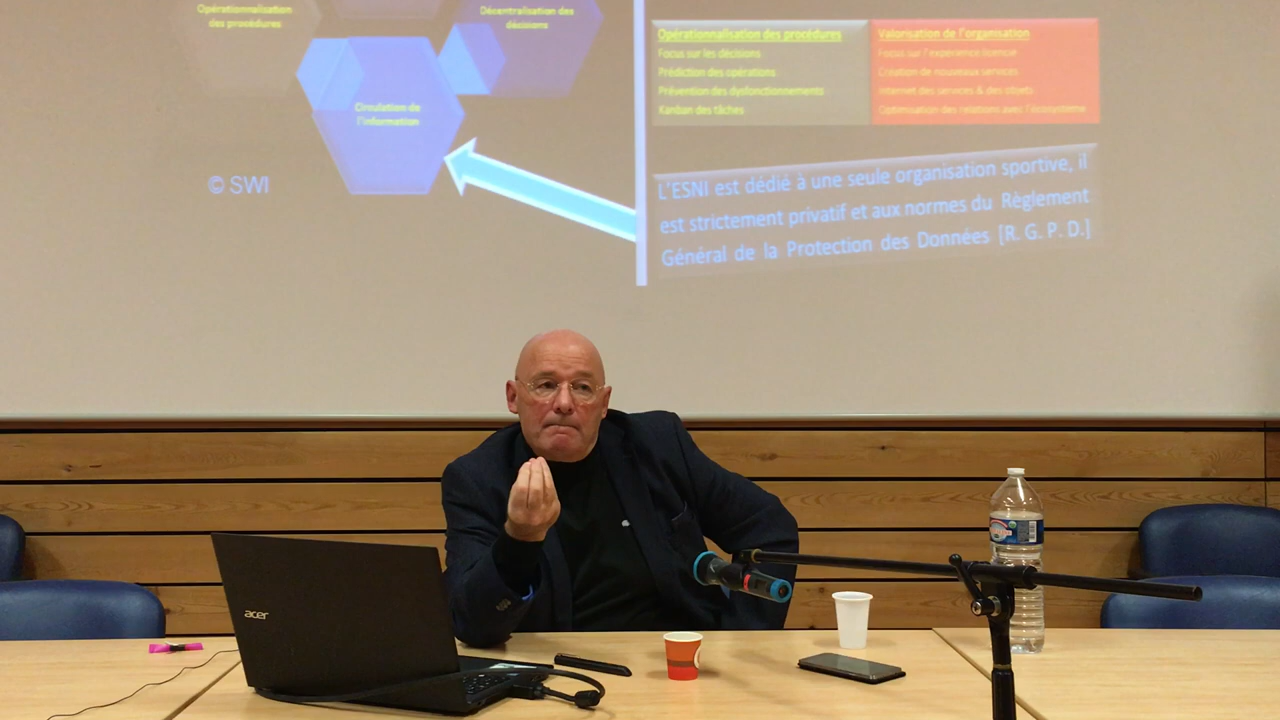 Opérationnalisation
des procédures
Décentralisation des
décisions
Circulation de
l'information
© SWI
Opérationnalisation des procédures
Focus sur les décisions
Prédiction des opérations
Prévention des dysfonctionnements
Kanban des tâches
Valorisation de l'organisation
Focus sur l'expérience licencié
Création de nouveaux services
Internet des services & des objets
Optimisation des relations avec l'écosystème
L'ESNI est dédié à une seule organisation sportive, il
est strictement privatif et aux normes du Règlement
Général de la Protection des Données [R. G. P. D.]
acer